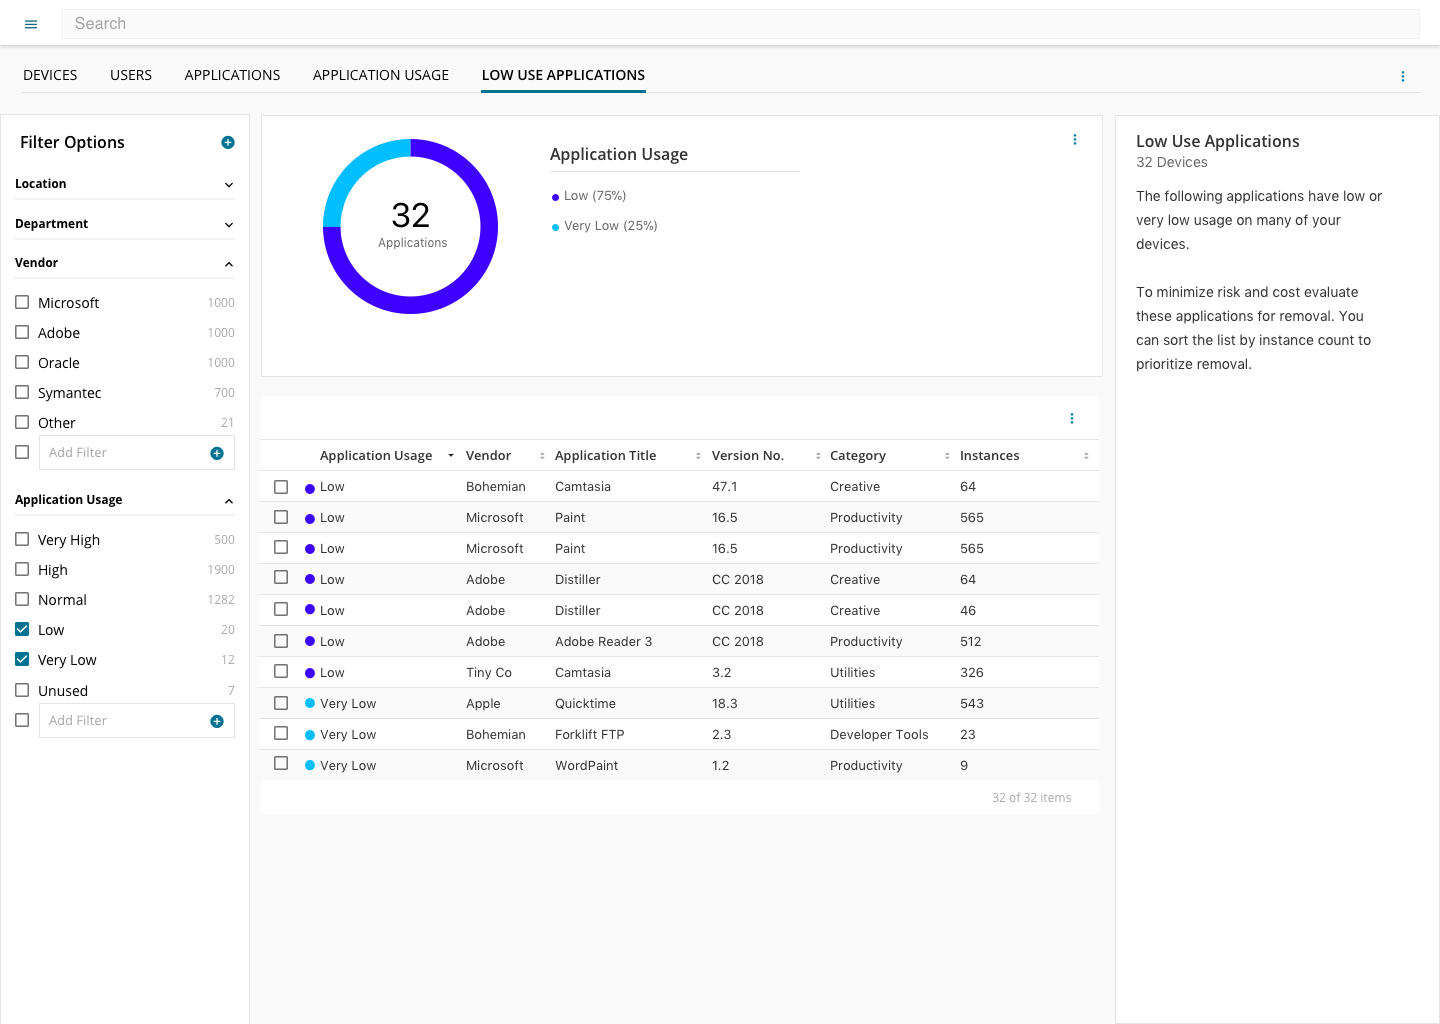 Search
DEVICES USERS APPLICATIONS APPLICATION USAGE LOW USE APPLICATIONS
Filter Options
Location
Department
Vendor
Microsoft 1000
Adobe 1000
Oracle 1000
Symantec 700
Other 21
Add Filter
Application Usage
Very High 500
High 1900
Normal 1282
Low 20
Very Low 12
Unused 7
Add Filter
32
Applications
Application Usage
Low (75%)
Very Low (25%)
Application Usage Vendor Application Title Version No. Category Instances
Low Bohemian Camtasia 47.1 Creative 64
Low Microsoft Paint 16.5 Productivity 565
Low Microsoft Paint 16.5 Productivity 565
Low Adobe Distiller CC 2018 Creative 64
Low Adobe Distiller CC 2018 Creative 46
Low Adobe Adobe Reader 3 CC 2018 Productivity 512
Low Tiny Co Camtasia 3.2 Utilities 326
Very Low Apple Quicktime 18.3 Utilities 543
Very Low Bohemian Forklift FTP 2.3 Developer Tools 23
Very Low Microsoft WordPaint 1.2 Productivity 9
32 of 32 items
Low Use Applications
32 Devices
The following applications have low or
very low usage on many of your
devices.
To minimize risk and cost evaluate
these applications for removal. You
can sort the list by instance count to
prioritize removal.